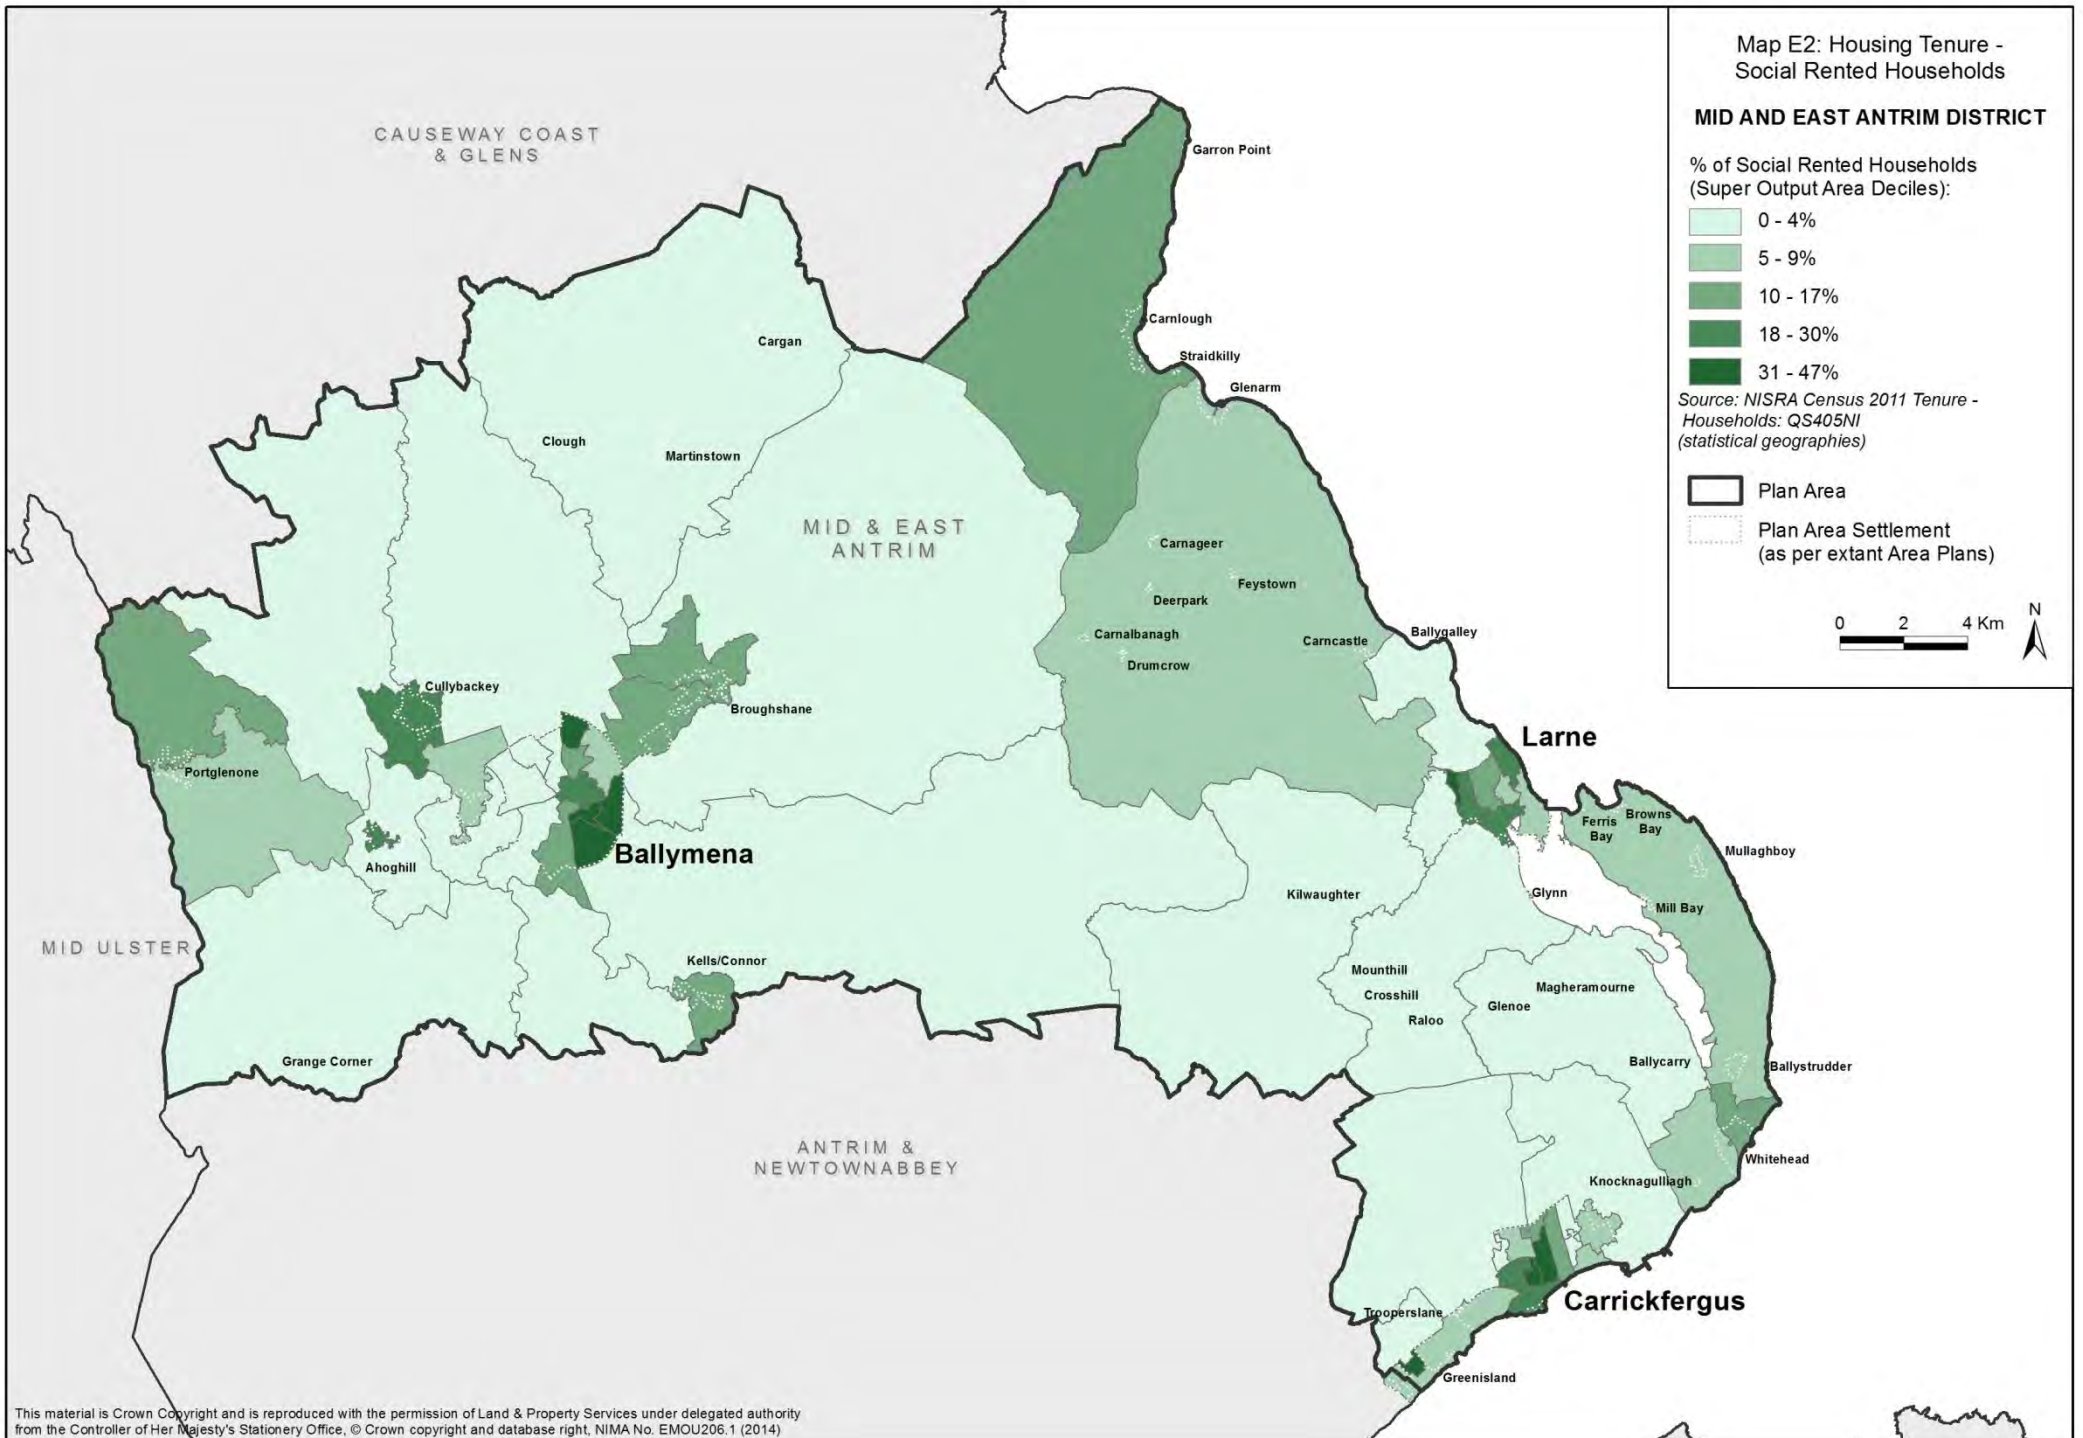 Map E2: Housing Tenure -
Social Rented Households
MID AND EAST ANTRIM DISTRICT
% of Social Rented Households
(Super Output Area Deciles):
0 - 4%
5 - 9%
10 - 17%
18 - 30%
31 - 47%
Source: NISRA Census 2011 Tenure -
Households: QS405NI
(statistical geographies)
Plan Area
Plan Area Settlement
(as per extant Area Plans)
0 2 4 Km
N
CAUSEWAY COAST
& GLENS
Garron Point
Carnlough
Straidkilly
Glenarm
Cargan
Clough
Martinstown
MID & EAST
ANTRIM
Carnageer
Feystown
Deerpark
Carnalbanagh
Drumcrow
Carncastle
Ballygalley
Cullybackey
Broughshane
Portglenone
Larne
Ferris
Bay
Browns
Bay
Mullaghboy
Ballymena
Ahoghill
Kilwaughter
Glynn
Mill Bay
MID ULSTER
Kells/Connor
Mounthill
Crosshill
Raloo
Magheramourne
Glenoe
Grange Corner
Ballycarry
Ballystrudder
ANTRIM &
NEWTOWNABBEY
Whitehead
Knocknagulliagh
Carrickfergus
Trooperslane
Greenisland
This material is Crown Copyright and is reproduced with the permission of Land & Property Services under delegated authority
from the Controller of Her Majesty's Stationery Office, © Crown copyright and database right, NIMA No. EMOU206.1 (2014)